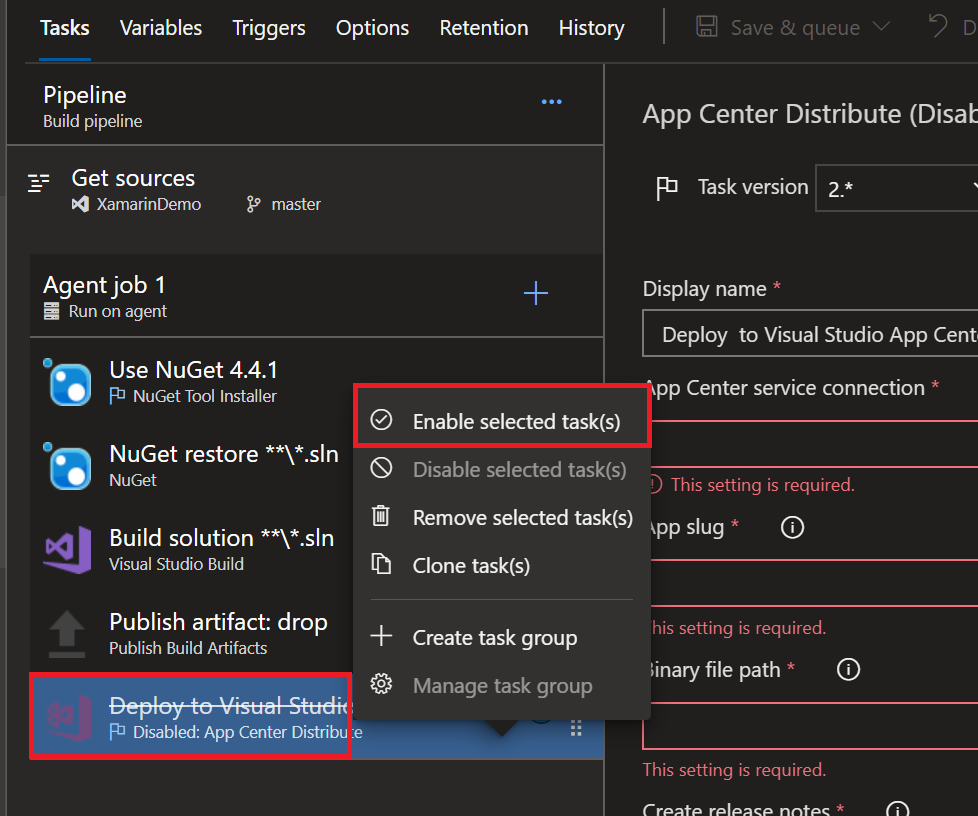 Tasks Variables Triggers Options Retention History Save & queue D
Pipeline
Build pipeline
Get sources
XamarinDemo master
Agent job 1
Run on agent
Use NuGet 4.4.1
NuGet Tool Installer
NuGet restore **\*.sln
NuGet
Build solution **\*.sln
Visual Studio Build
Publish artifact: drop
Publish Build Artifacts
Deploy to Visual Studio
Disabled: App Center Distribute
Enable selected task(s)
Disable selected task(s)
Remove selected task(s)
Clone task(s)
Create task group
Manage task group
App Center Distribute (Disab
Task version 2.*
Display name *
Deploy to Visual Studio App Cente
App Center service connection *
This setting is required.
App slug *
This setting is required.
Binary file path *
This setting is required.
Create release notes *